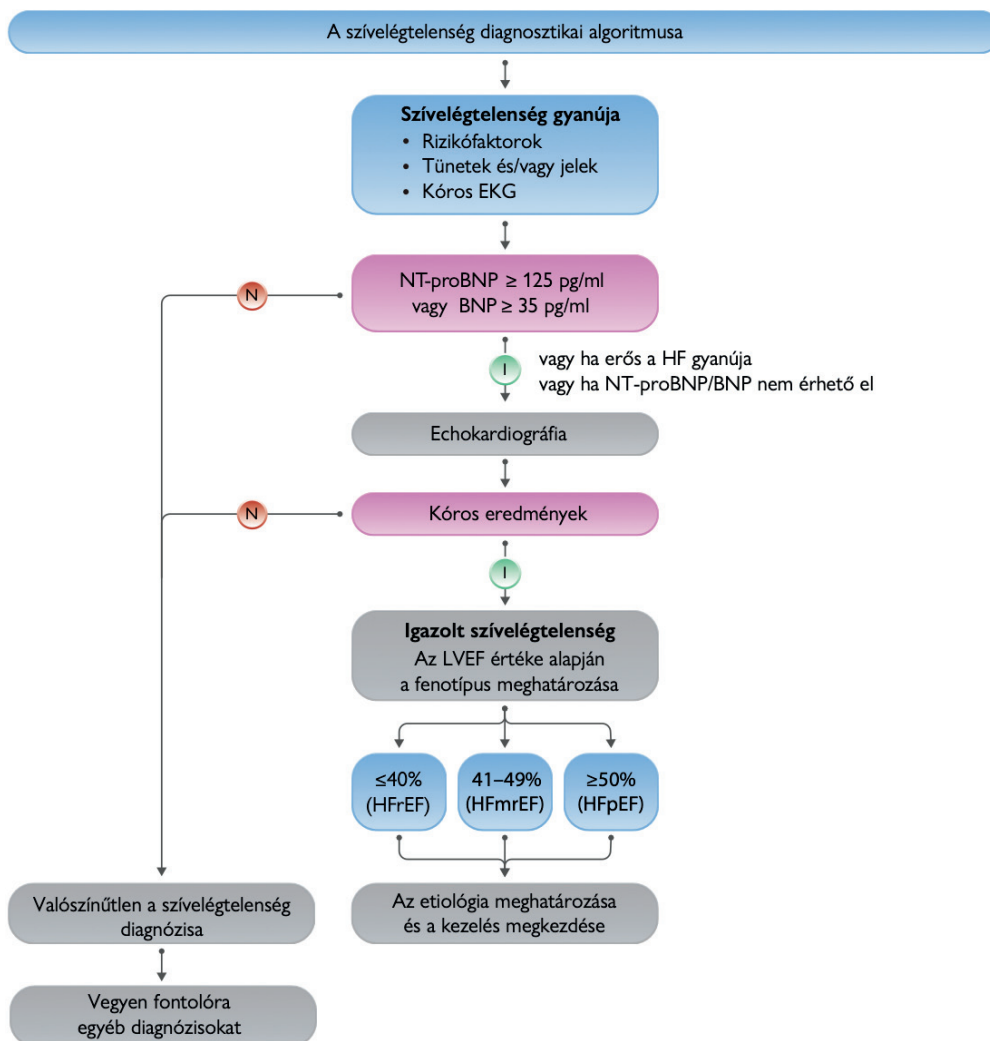 A szívelégtelenség diagnosztikai algoritmusa
Szívelégtelenség gyanúja
• Rizikófaktorok
• Tünetek és/vagy jelek
• Kóros EKG
NT-proBNP ≥ 125 pg/ml
vagy BNP ≥ 35 pg/ml
N
I
vagy ha erős a HF gyanúja
vagy ha NT-proBNP/BNP nem érhető el
Echokardiográfia
Kóros eredmények
N
I
Igazolt szívelégtelenség
Az LVEF értéke alapján
a fenotípus meghatározása
≤40%
(HFrEF)
41–49%
(HFmrEF)
≥50%
(HFpEF)
Az etiológia meghatározása
és a kezelés megkezdése
Valószínűtlen a szívelégtelenség
diagnózisa
Vegyen fontolóra
egyéb diagnózisokat